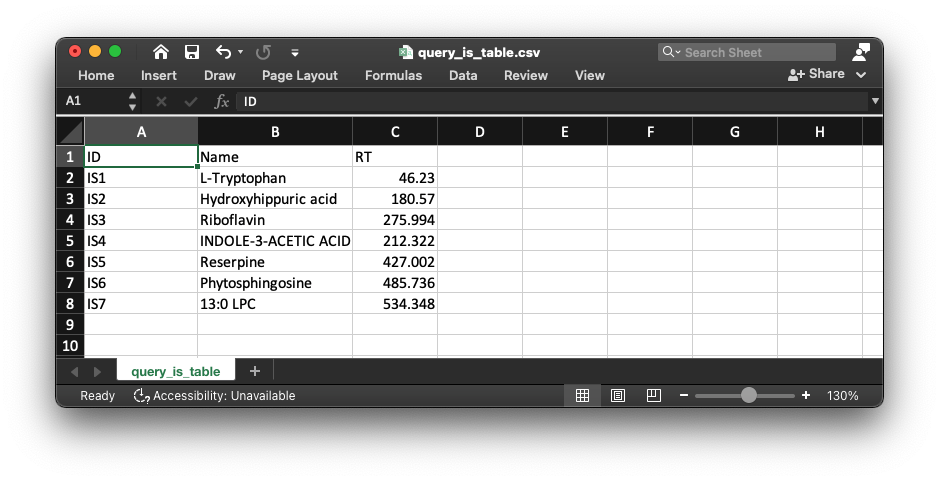 query_is_table.csv
Search Sheet
Home Insert Draw Page Layout Formulas Data Review View Share
A1 fx ID
A B C D E F G H
1 ID Name RT
2 IS1 L-Tryptophan 46.23
3 IS2 Hydroxyhippuric acid 180.57
4 IS3 Riboflavin 275.994
5 IS4 INDOLE-3-ACETIC ACID 212.322
6 IS5 Reserpine 427.002
7 IS6 Phytosphingosine 485.736
8 IS7 13:0 LPC 534.348
9
10
query_is_table +
Ready Accessibility: Unavailable − + 130%